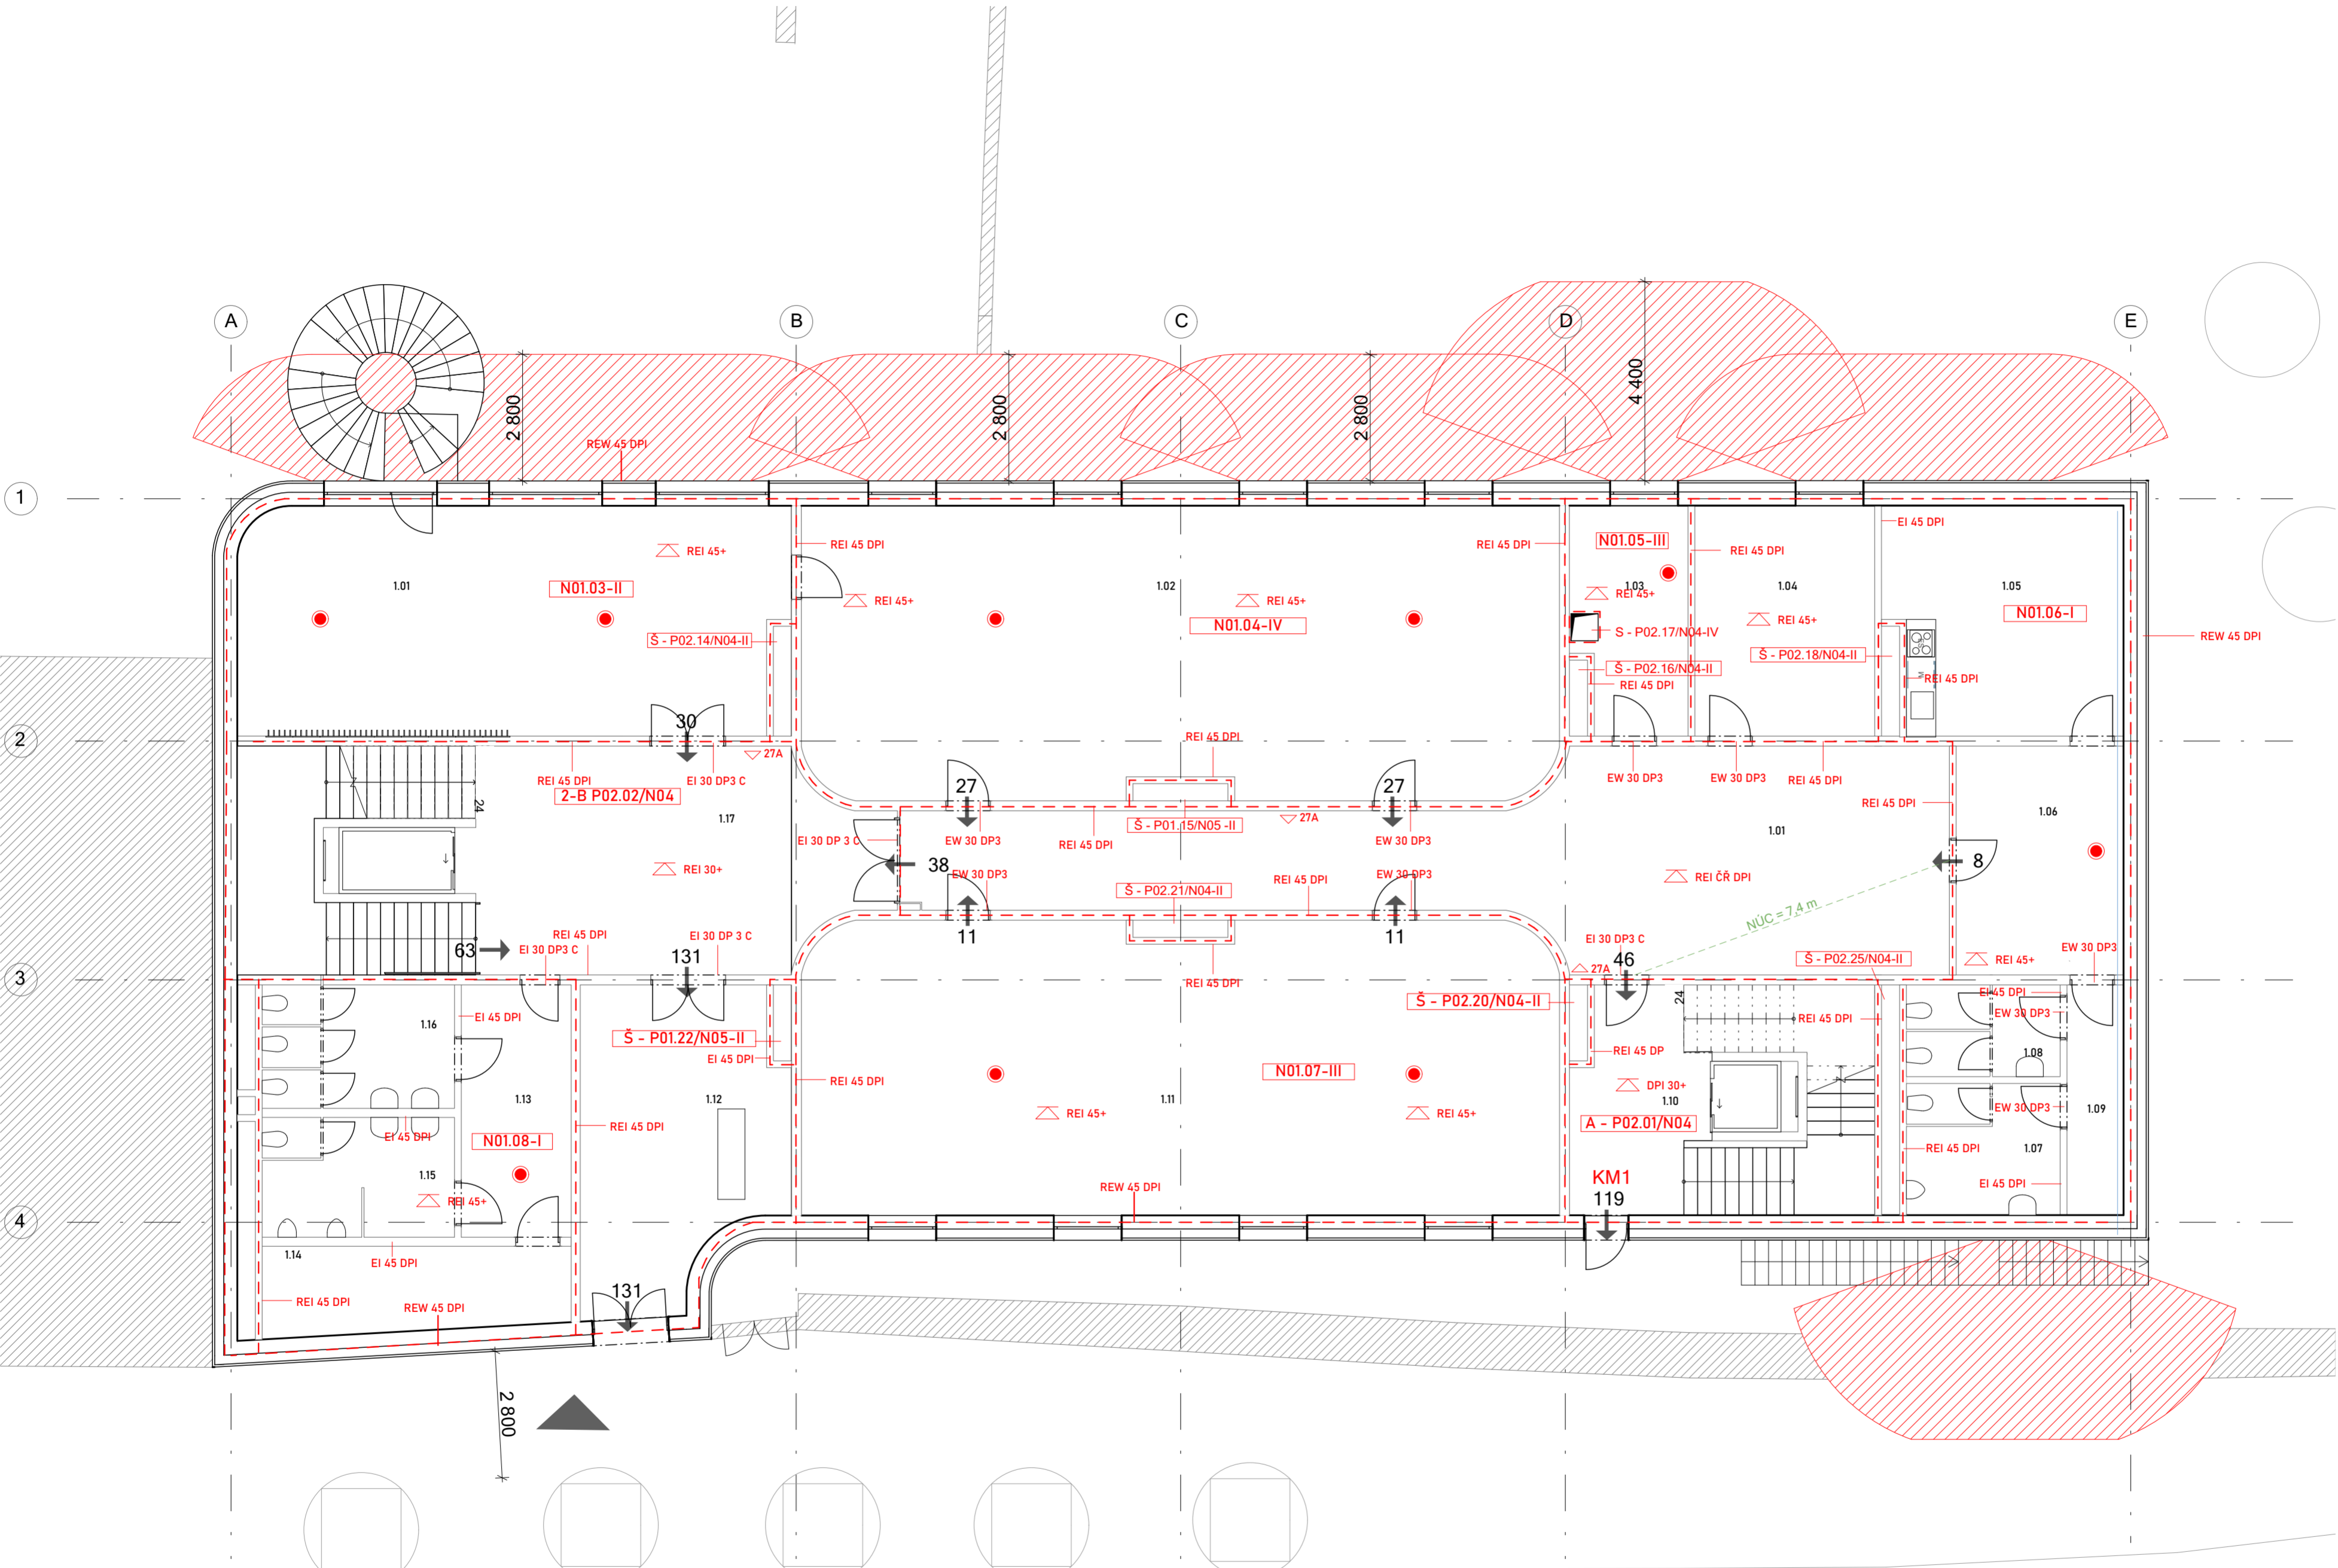 A
B
C
D
E
4 400
2 800
2 800
2 800
REW 45 DPI
1
EI 45 DPI
REI 45 DPI
REI 45 DPI
N01.05-III
REI 45 DPI
REI 45+
1.01
N01.03-II
1.02
1.03
1.04
1.05
REI 45+
REI 45+
REI 45+
N01.06-I
N01.04-IV
REI 45+
S - P02.17/N04-IV
REW 45 DPI
Š - P02.14/N04-II
Š - P02.18/N04-II
Š - P02.16/N04-II
REI 45 DPI
REI 45 DPI
M
30
2
REI 45 DPI
27A
REI 45 DPI
EI 30 DP3 C
EW 30 DP3
EW 30 DP3
REI 45 DPI
2-B P02.02/N04
27
27
24
REI 45 DPI
1.17
27A
1.06
Š - P01.15/N05 -II
1.01
EI 30 DP 3 C
EW 30 DP3
REI 45 DPI
EW 30 DP3
38
8
REI 30+
EW 30 DP3
REI 45 DPI
EW 30 DP3
REI ČŘ DPI
Š - P02.21/N04-II
NÚC = 7,4 m
REI 45 DPI
EI 30 DP 3 C
11
11
EI 30 DP3 C
63
EI 30 DP3 C
131
46
EW 30 DP3
Š - P02.25/N04-II
REI 45+
27A
3
REI 45 DPI
24
EI 45 DPI
Š - P02.20/N04-II
EW 30 DP3
EI 45 DPI
REI 45 DPI
1.16
Š - P01.22/N05-II
REI 45 DP
1.08
EI 45 DPI
N01.07-III
REI 45 DPI
DPI 30+
1.13
1.12
1.11
1.10
EW 30 DP3
1.09
REI 45+
REI 45+
A - P02.01/N04
REI 45 DPI
EI 45 DPI
N01.08-I
REI 45 DPI
1.07
1.15
KM1
EI 45 DPI
REW 45 DPI
REI 45+
119
4
1.14
EI 45 DPI
131
REI 45 DPI
REW 45 DPI
2 800